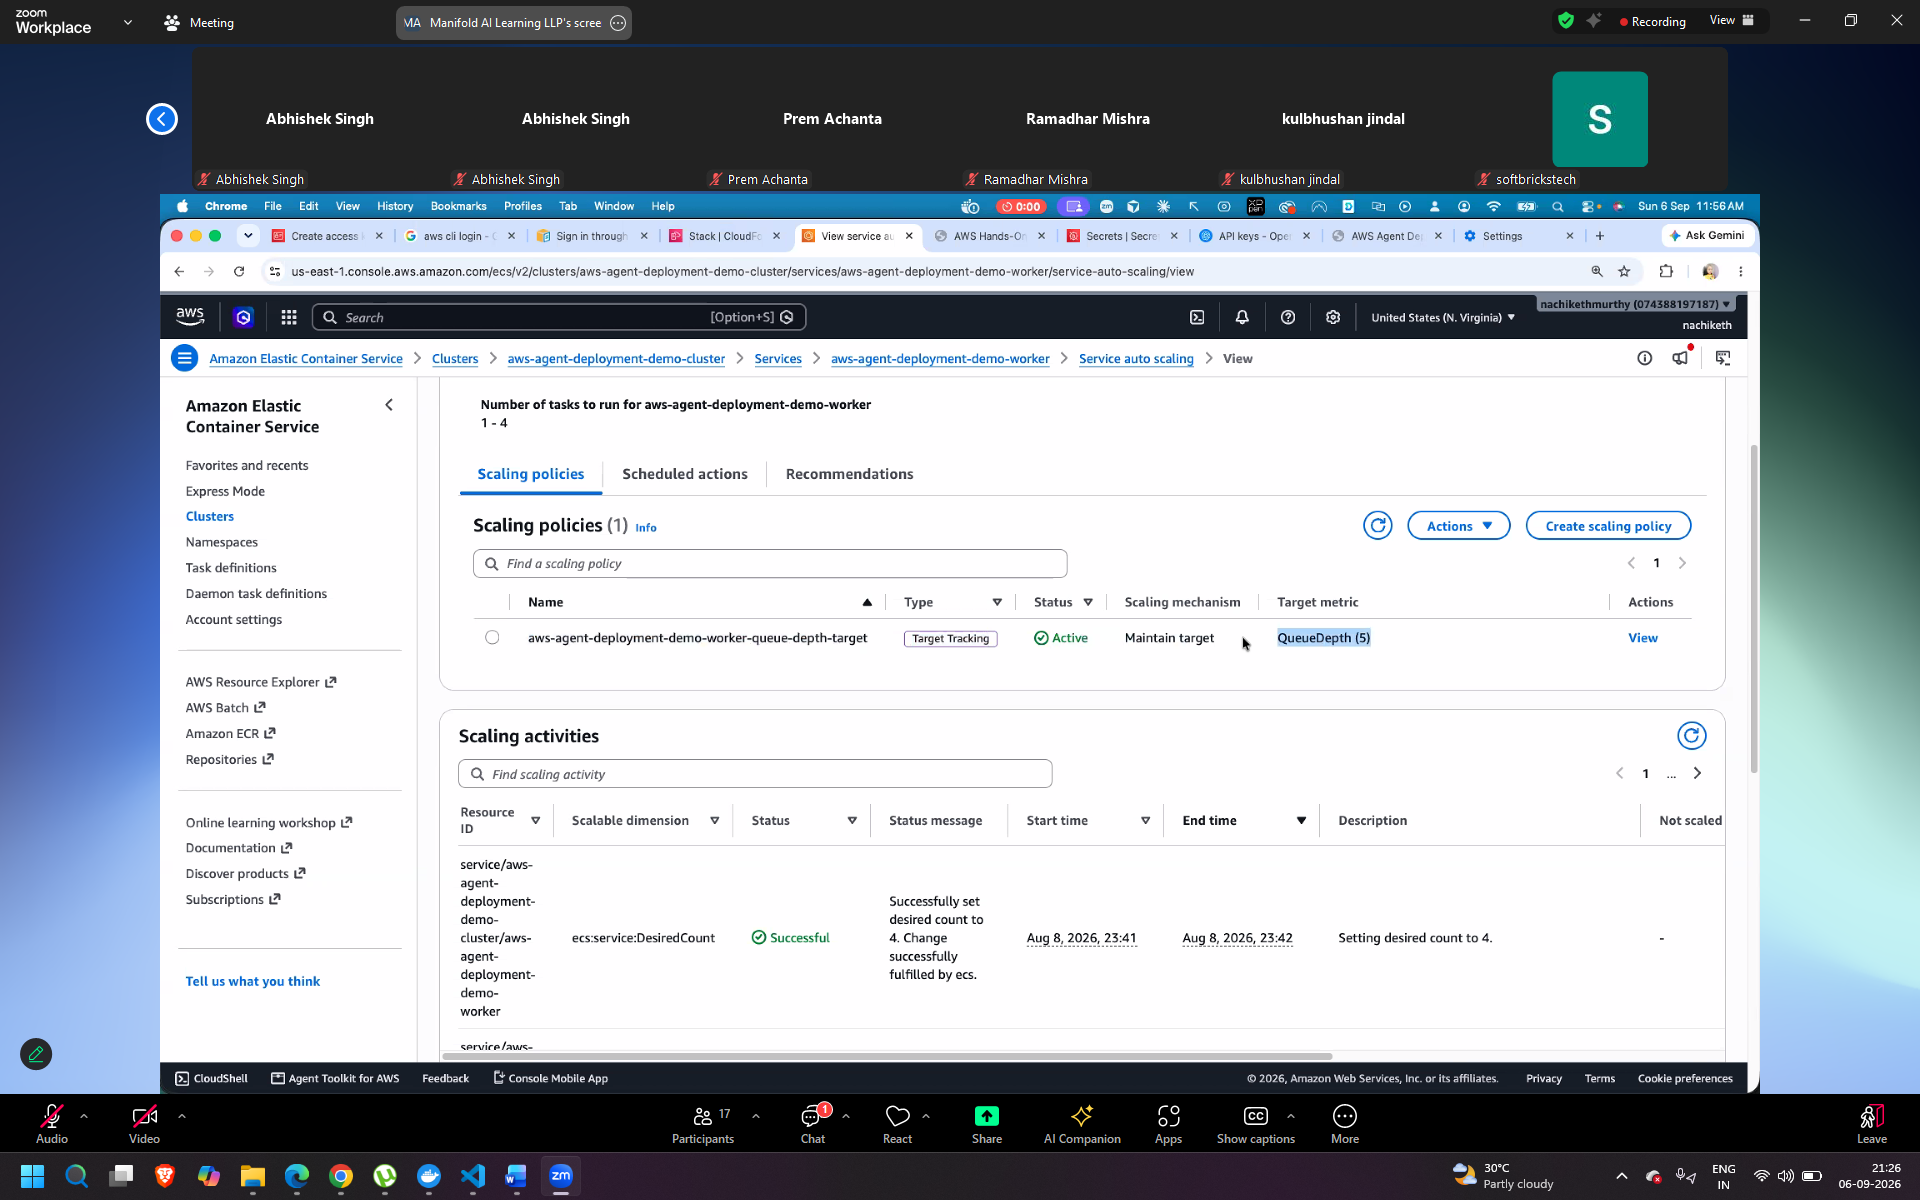 zoom
Workplace
Meeting
MA Manifold AI Learning LLP's scree
Recording
View
Abhishek Singh
Abhishek Singh
Prem Achanta
Ramadhar Mishra
kulbhushan jindal
S
Abhishek Singh
Abhishek Singh
Prem Achanta
Ramadhar Mishra
kulbhushan jindal
softbrickstech
Chrome File Edit View History Bookmarks Profiles Tab Window Help
0:00
Sun 6 Sep 11:56 AM
Create access
aws cli login - G
Sign in through
Stack | CloudFo
View service au
AWS Hands-On
Secrets | Secre
API keys - Oper
AWS Agent Dep
Settings
Ask Gemini
us-east-1.console.aws.amazon.com/ecs/v2/clusters/aws-agent-deployment-demo-cluster/services/aws-agent-deployment-demo-worker/service-auto-scaling/view
aws
Search
[Option+S]
United States (N. Virginia)
nachikethmurthy (074388197187)
nachiketh
Amazon Elastic Container Service
Clusters
aws-agent-deployment-demo-cluster
Services
aws-agent-deployment-demo-worker
Service auto scaling
View
Amazon Elastic
Container Service
Favorites and recents
Express Mode
Clusters
Namespaces
Task definitions
Daemon task definitions
Account settings
AWS Resource Explorer
AWS Batch
Amazon ECR
Repositories
Online learning workshop
Documentation
Discover products
Subscriptions
Tell us what you think
Number of tasks to run for aws-agent-deployment-demo-worker
1 - 4
Scaling policies
Scheduled actions
Recommendations
Scaling policies (1) Info
Actions
Create scaling policy
Find a scaling policy
1
Name
Type
Status
Scaling mechanism
Target metric
Actions
aws-agent-deployment-demo-worker-queue-depth-target
Target Tracking
Active
Maintain target
QueueDepth (5)
View
Scaling activities
Find scaling activity
1 ...
Resource
ID
Scalable dimension
Status
Status message
Start time
End time
Description
Not scaled
service/aws-
agent-
deployment-
demo-
cluster/aws-
agent-
deployment-
demo-
worker
ecs:service:DesiredCount
Successful
Successfully set
desired count to
4. Change
successfully
fulfilled by ecs.
Aug 8, 2026, 23:41
Aug 8, 2026, 23:42
Setting desired count to 4.
-
service/aws-
CloudShell
Agent Toolkit for AWS
Feedback
Console Mobile App
© 2026, Amazon Web Services, Inc. or its affiliates.
Privacy
Terms
Cookie preferences
Audio
Video
17
Participants
1
Chat
React
Share
AI Companion
Apps
CC
Show captions
More
Leave
zm
30°C
Partly cloudy
ENG
IN
21:26
06-09-2026